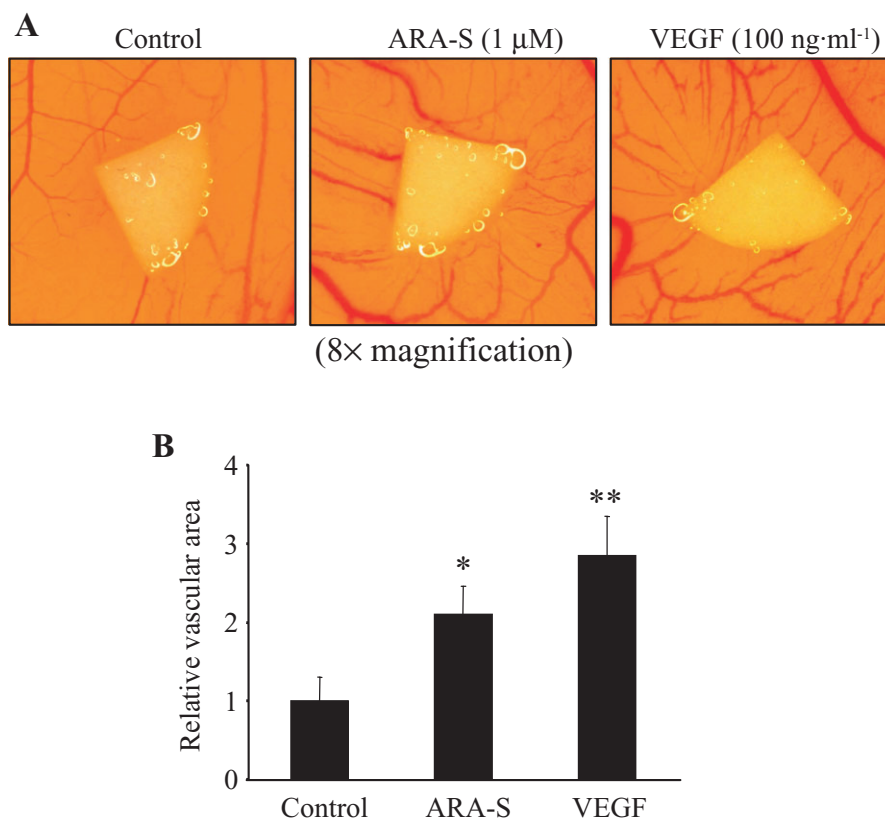 A
Control
ARA-S (1 μM)
VEGF (100 ng·ml⁻¹)
(8× magnification)
B
Relative vascular area
4
3
2
1
0
*
**
Control
ARA-S
VEGF